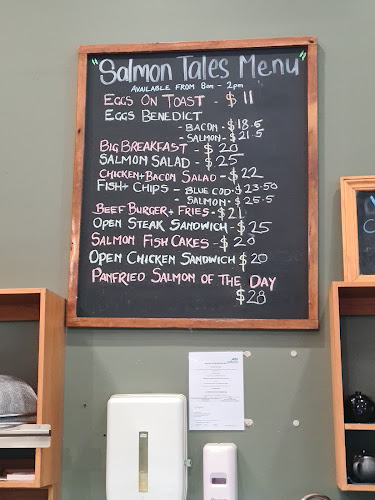 "Salmon Tales Menu"
AVAILABLE FROM 8am - 2pm
EGGS ON TOAST - $11
EGGS BENEDICT
- BACON - $18.5
- SALMON - $21.5
BIG BREAKFAST - $20
SALMON SALAD - $25
CHICKEN + BACON SALAD - $22
FISH + CHIPS - BLUE COD $23.50
- SALMON - $25.5
BEEF BURGER + FRIES - $21
OPEN STEAK SANDWICH - $25
SALMON FISH CAKES - $20
OPEN CHICKEN SANDWICH $20
PANFRIED SALMON OF THE DAY
$28